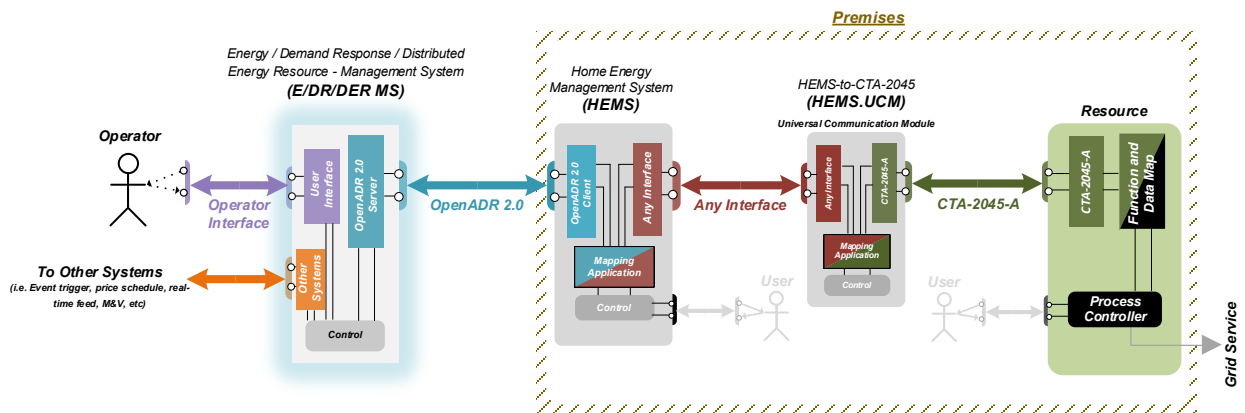 Premises
Energy / Demand Response / Distributed
Energy Resource - Management System
(E/DR/DER MS)
Home Energy
Management System
(HEMS)
HEMS-to-CTA-2045
(HEMS.UCM)
Universal Communication Module
Resource
Operator
User
Interface
OpenADR 2.0
Server
OpenADR 2.0
Client
Any Interface
Any Interface
CTA-2045-A
CTA-2045-A
Function and
Data Map
Operator
Interface
OpenADR 2.0
Any Interface
CTA-2045-A
Other
Systems
Mapping
Application
Mapping
Application
To Other Systems
(i.e. Event trigger, price schedule, real-
time feed, M&V, etc)
Control
Control
Control
User
User
Process
Controller
Grid Service